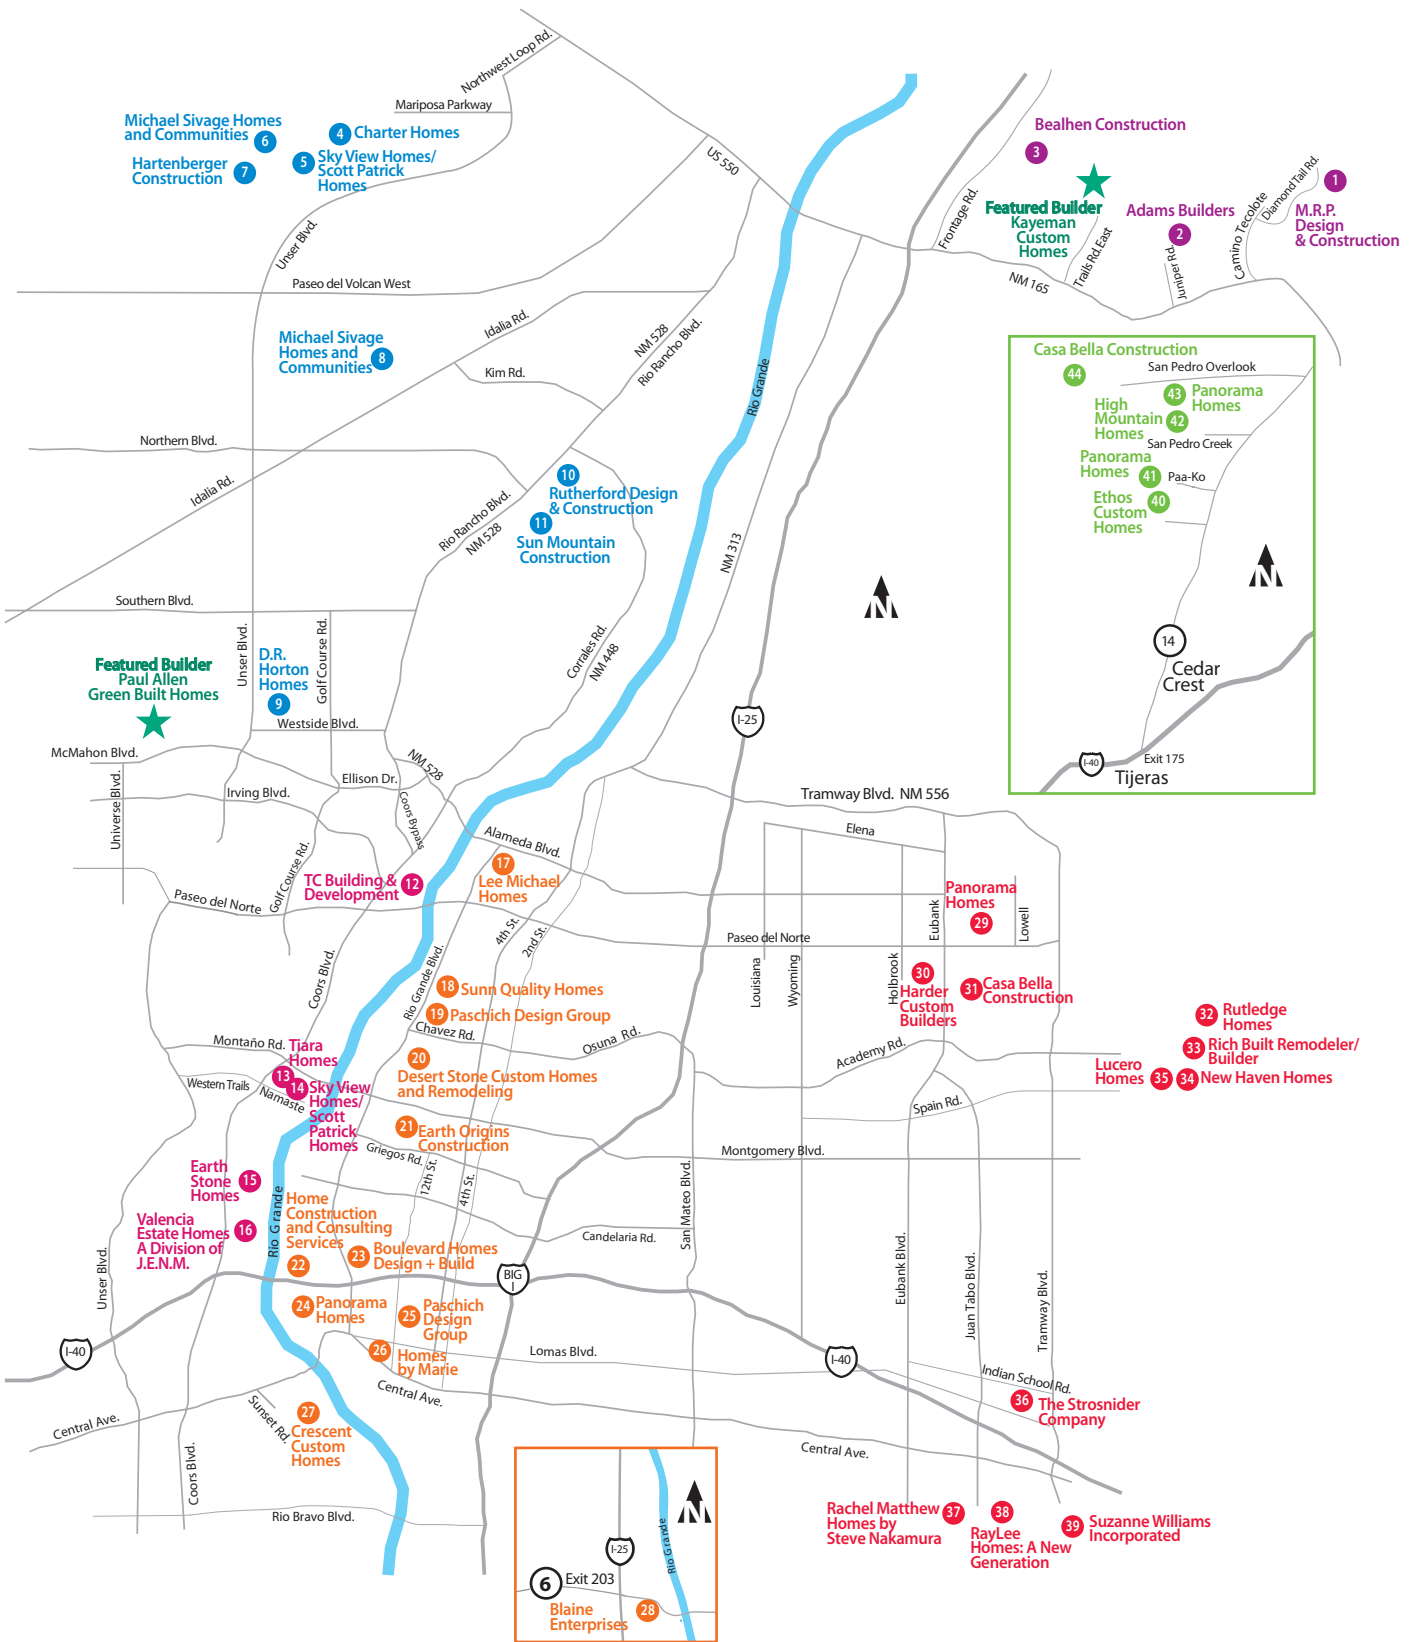 Northwest Loop Rd.
Mariposa Parkway
Michael Sivage Homes
and Communities
6
4
Charter Homes
Hartenberger
Construction
7
5
Sky View Homes/
Scott Patrick
Homes
US 550
Unser Blvd.
Paseo del Volcan West
Bealhen Construction
3
Frontage Rd.
Featured Builder
Kayeman
Custom
Homes
Trails Rd.East
Adams Builders
2
Juniper Rd.
Camino Tecolote
Diamond Tail Rd.
1
M.R.P.
Design
& Construction
NM 165
Michael Sivage
Homes and
Communities
8
Idalia Rd.
Kim Rd.
NM 528
Rio Rancho Blvd.
Rio Grande
Northern Blvd.
Idalia Rd.
10
Rutherford Design
& Construction
11
Sun Mountain
Construction
Rio Rancho Blvd.
NM 528
NM 313
Casa Bella Construction
44
San Pedro Overlook
43
Panorama
Homes
High
Mountain
Homes
42
San Pedro Creek
Panorama
Homes
41
Paa-Ko
40
Ethos
Custom
Homes
N
14
Cedar
Crest
I-40
Exit 175
Tijeras
N
Southern Blvd.
Unser Blvd.
D.R.
Horton
Homes
9
Golf Course Rd.
Corrales Rd.
NM 448
Featured Builder
Paul Allen
Green Built Homes
Westside Blvd.
I-25
McMahon Blvd.
NM 528
Ellison Dr.
Universe Blvd.
Irving Blvd.
Coors Bypass
Tramway Blvd. NM 556
Elena
Alameda Blvd.
17
Lee Michael
Homes
Golf Course Rd.
TC Building &
Development
12
Paseo del Norte
4th St.
2nd St.
Paseo del Norte
Panorama
Homes
29
Eubank
Lowell
Louisiana
Wyoming
Holbrook
30
Harder
Custom
Builders
31
Casa Bella
Construction
Coors Blvd.
Rio Grande Blvd.
18
Sunn Quality Homes
19
Paschich Design Group
Chavez Rd.
Osuna Rd.
Academy Rd.
32
Rutledge
Homes
33
Rich Built Remodeler/
Builder
Lucero
Homes
35
34
New Haven Homes
Montaño Rd.
Tiara
Homes
13
14
Sky View
Homes/
Scott
Patrick
Homes
Western Trails
Namaste
20
Desert Stone Custom Homes
and Remodeling
Spain Rd.
21
Earth Origins
Construction
Griegos Rd.
12th St.
4th St.
Montgomery Blvd.
Earth
Stone
Homes
15
Valencia
Estate Homes
A Division of
J.E.N.M.
16
Rio Grande
Home
Construction
and Consulting
Services
22
23
Boulevard Homes
Design + Build
Candelaria Rd.
San Mateo Blvd.
Unser Blvd.
BIG
I
Eubank Blvd.
Juan Tabo Blvd.
Tramway Blvd.
24
Panorama
Homes
25
Paschich
Design
Group
26
Homes
by Marie
Lomas Blvd.
I-40
I-40
Indian School Rd.
36
The Strosnider
Company
Central Ave.
Central Ave.
Sunset Rd.
27
Crescent
Custom
Homes
Central Ave.
Coors Blvd.
Rio Bravo Blvd.
N
I-25
Rio Grande
6
Exit 203
Blaine
Enterprises
28
Rachel Matthew
Homes by
Steve Nakamura
37
38
RayLee
Homes: A New
Generation
39
Suzanne Williams
Incorporated